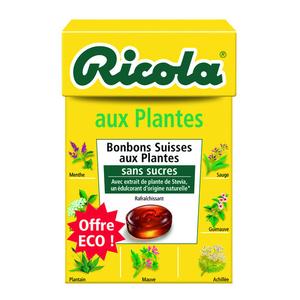 Ricola
aux Plantes
Bonbons Suisses
aux Plantes
sans sucres
Avec extrait de plante de Stevia,
un édulcorant d'origine naturelle*
Rafraîchissant
Menthe
Sauge
Offre
ECO !
Guimauve
Plantain
Mauve
Achillée